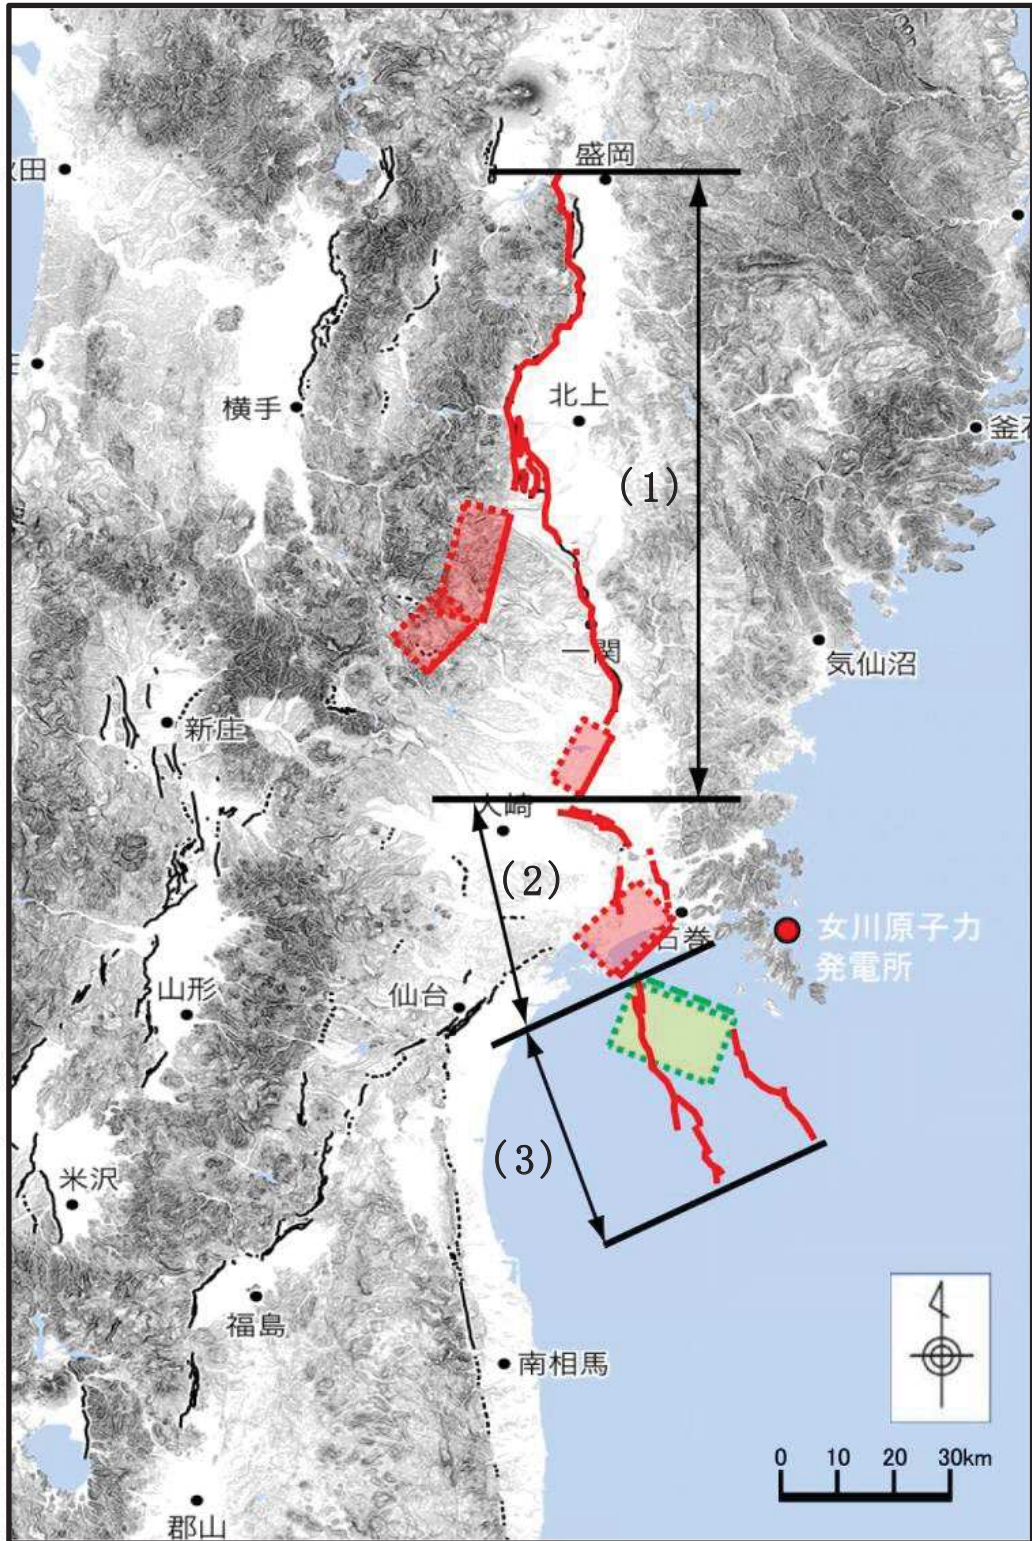 盛岡
田
横手
北上
釜石
(1)
一関
気仙沼
新庄
大崎
(2)
石巻
女川原子力
発電所
山形
仙台
(3)
米沢
福島
南相馬
0 10 20 30km
郡山